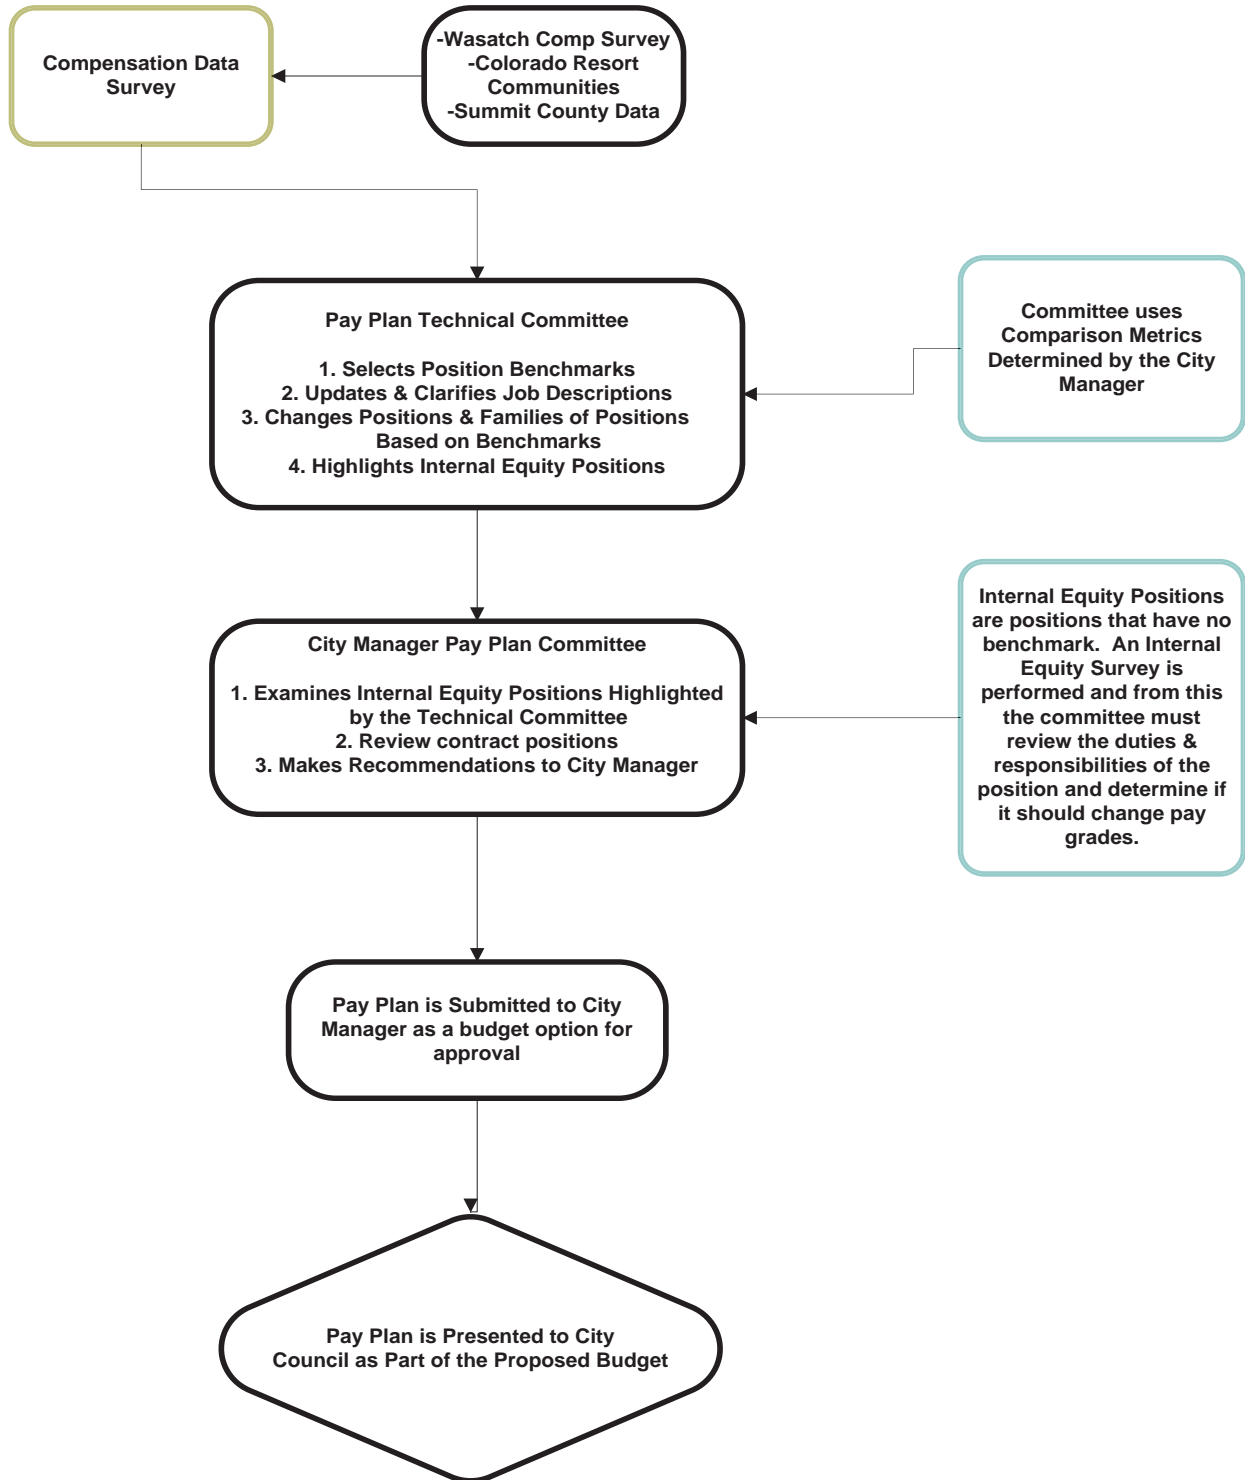 Compensation Data
Survey
-Wasatch Comp Survey
-Colorado Resort
Communities
-Summit County Data
Pay Plan Technical Committee
1. Selects Position Benchmarks
2. Updates & Clarifies Job Descriptions
3. Changes Positions & Families of Positions
Based on Benchmarks
4. Highlights Internal Equity Positions
Committee uses
Comparison Metrics
Determined by the City
Manager
City Manager Pay Plan Committee
1. Examines Internal Equity Positions Highlighted
by the Technical Committee
2. Review contract positions
3. Makes Recommendations to City Manager
Internal Equity Positions
are positions that have no
benchmark.  An Internal
Equity Survey is
performed and from this
the committee must
review the duties &
responsibilities of the
position and determine if
it should change pay
grades.
Pay Plan is Submitted to City
Manager as a budget option for
approval
Pay Plan is Presented to City
Council as Part of the Proposed Budget